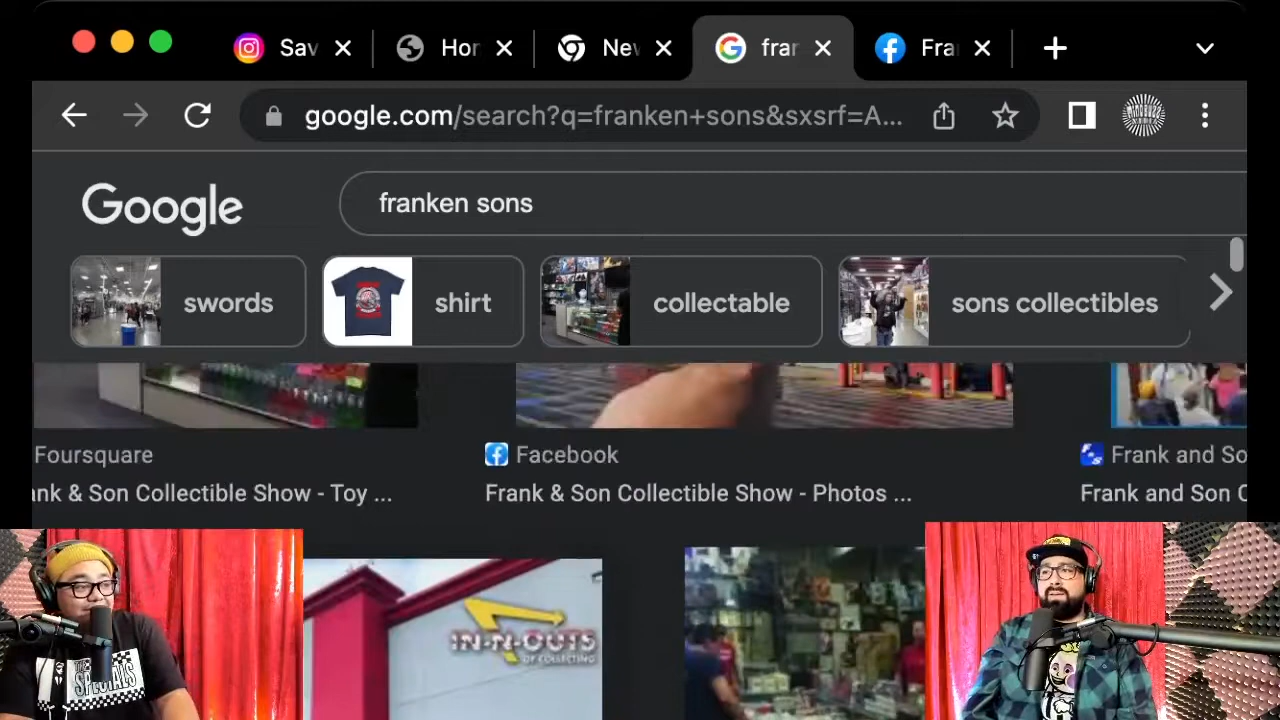 Sav
Hor
Nev
fran
Fra
google.com/search?q=franken+sons&sxsrf=A...
Google
franken sons
swords
shirt
collectable
sons collectibles
Foursquare
Facebook
Frank and So
ank & Son Collectible Show - Toy ...
Frank & Son Collectible Show - Photos ...
Frank and Son C
IN-N-OUTS
OF COLLECTING
THE
SPECIALS